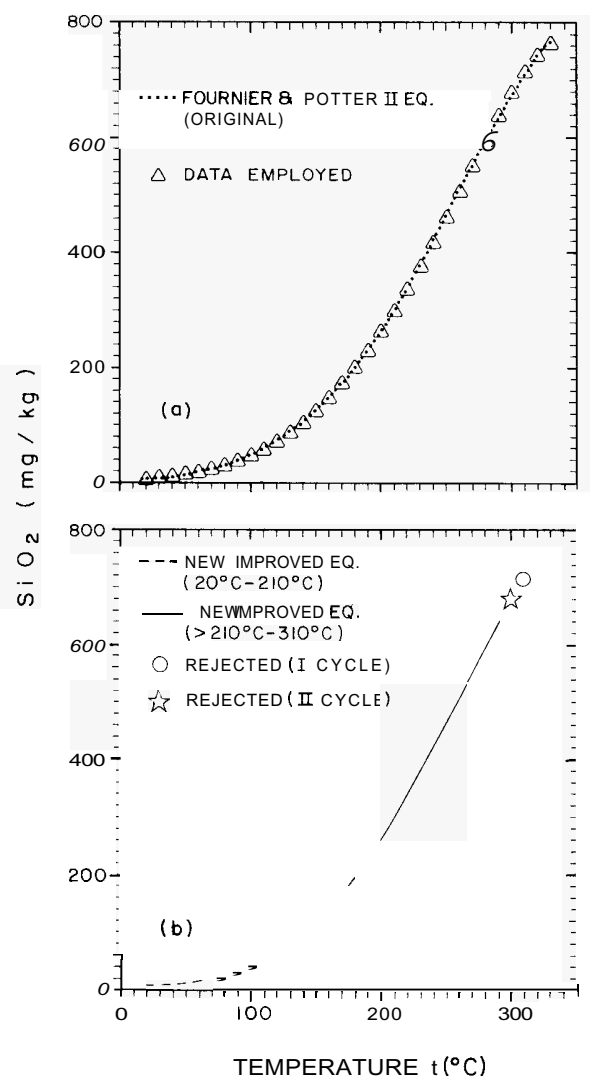 800
FOURNIER & POTTER II EQ.
(ORIGINAL)
600
6
DATA EMPLOYED
400
200
(a)
0
SiO2 (mg/kg)
800
NEW IMPROVED EQ.
(20°C-210°C)
NEWMPROVED EQ.
(>210°C-310°C)
600
REJECTED (I CYCLE)
REJECTED (II CYCLE)
400
200
(b)
0
0 100 200 300
TEMPERATURE t(°C)